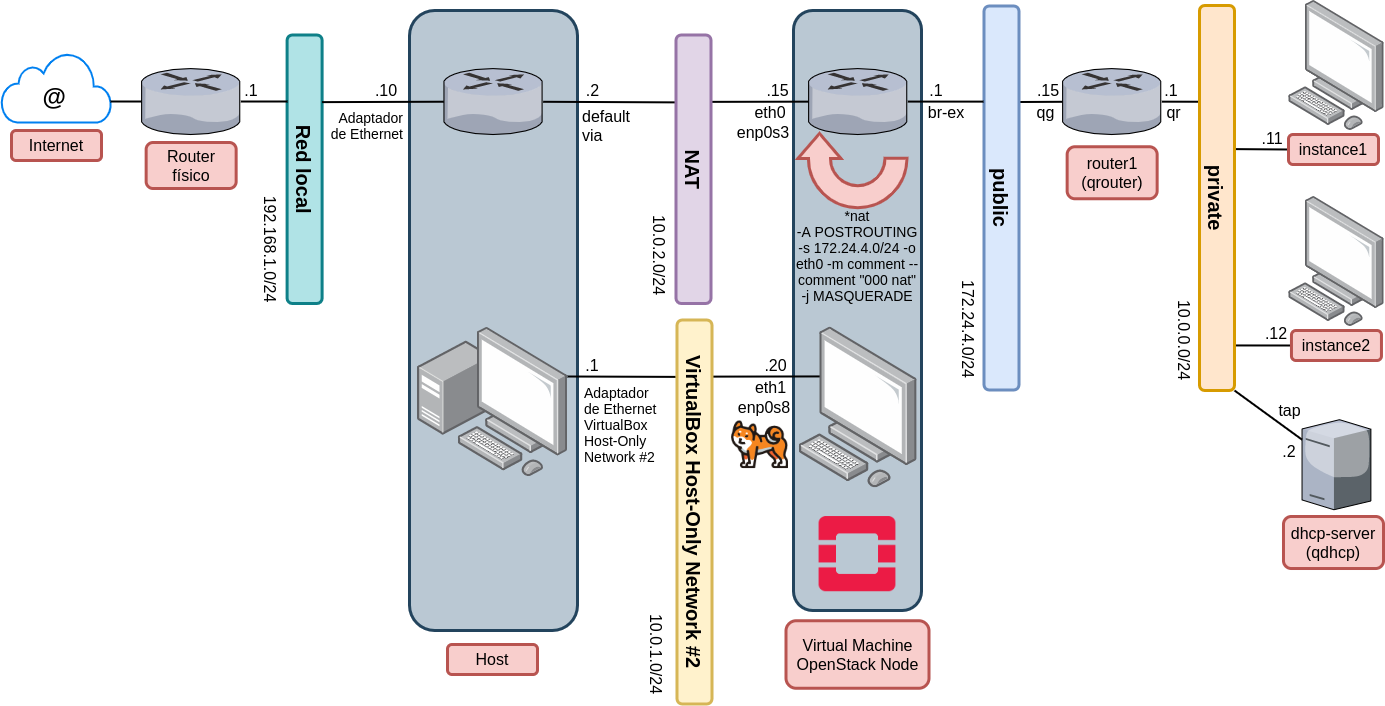 @
Internet
Router
físico
.1
Red local
192.168.1.0/24
.10
Adaptador
de Ethernet
.2
default
via
NAT
10.0.2.0/24
.15
eth0
enp0s3
*nat
-A POSTROUTING
-s 172.24.4.0/24 -o
eth0 -m comment --
comment "000 nat"
-j MASQUERADE
.1
br-ex
public
172.24.4.0/24
.15
qg
router1
(qrouter)
.1
qr
private
10.0.0.0/24
.11
instance1
.12
instance2
tap
.2
dhcp-server
(qdhcp)
.1
Adaptador
de Ethernet
VirtualBox
Host-Only
Network #2
VirtualBox Host-Only Network #2
10.0.1.0/24
.20
eth1
enp0s8
Host
Virtual Machine
OpenStack Node